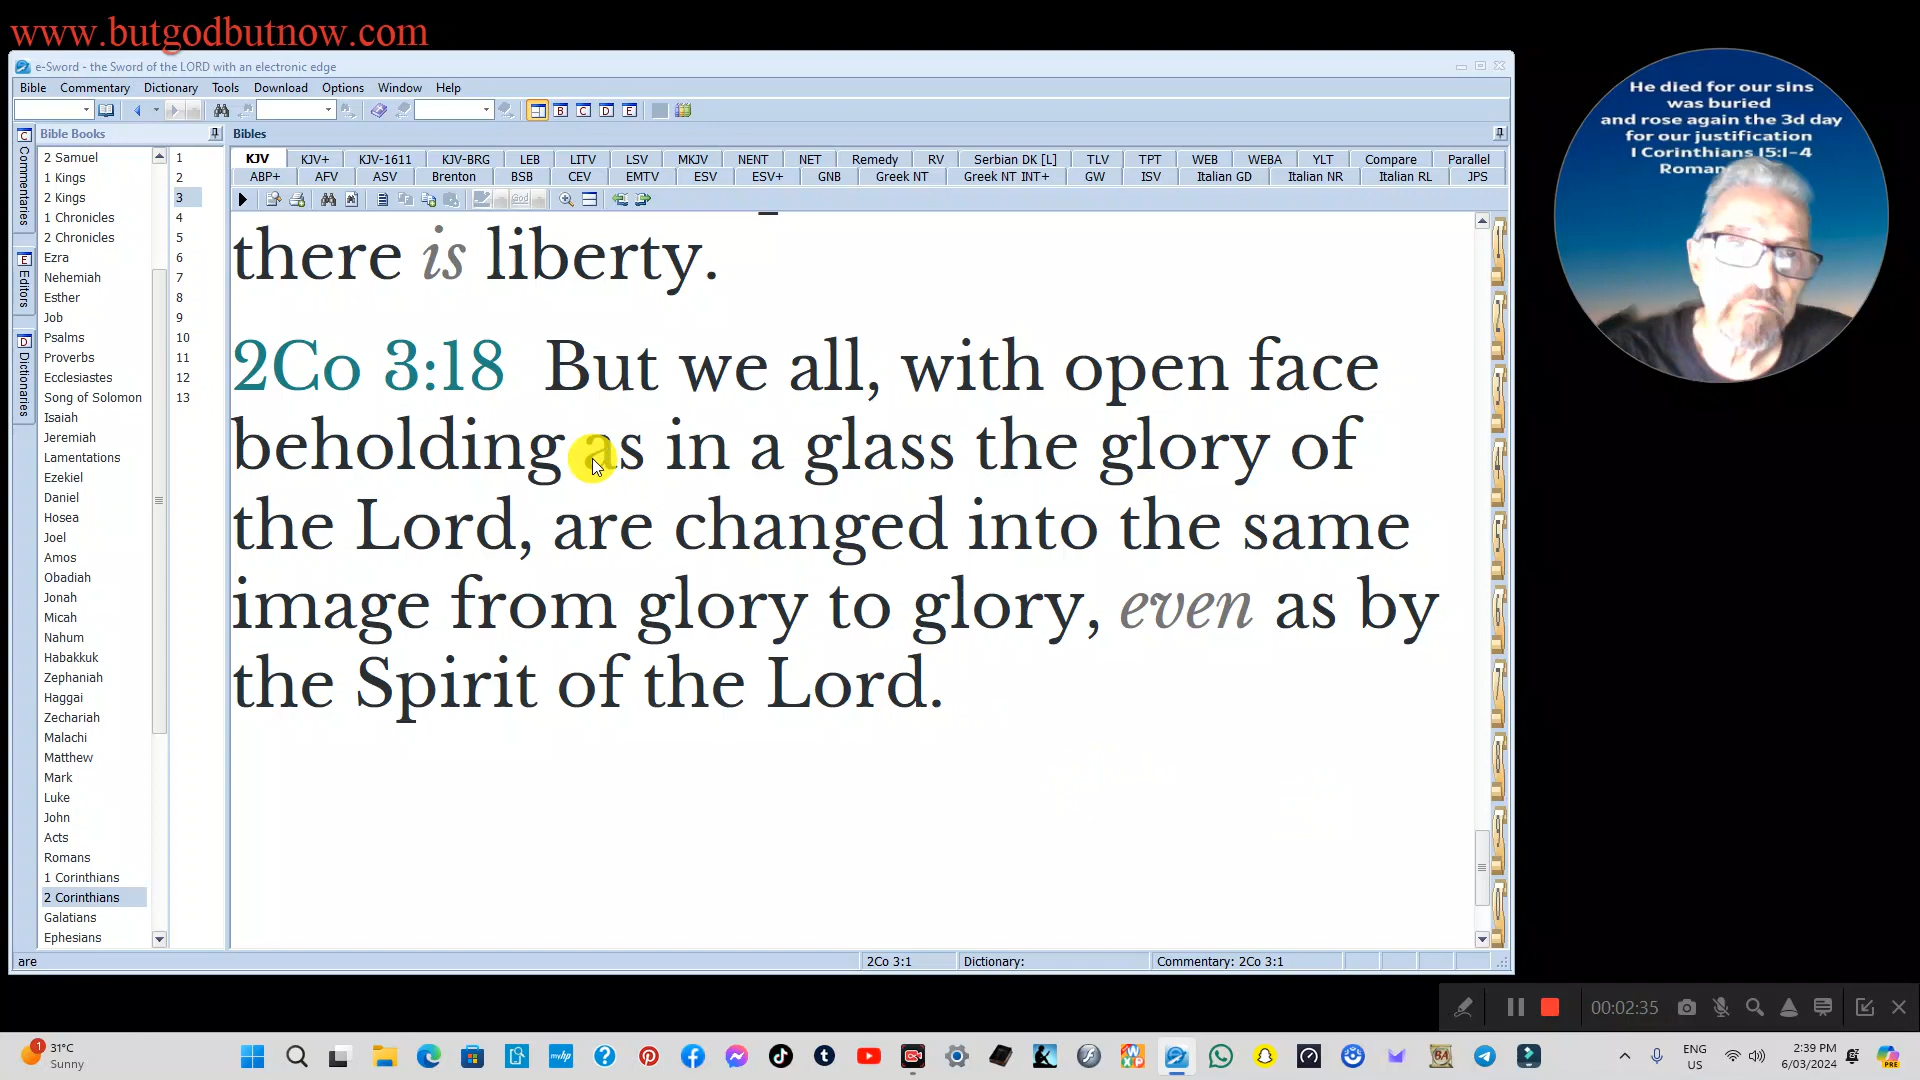 www.butgodbutnow.com
e-Sword - the Sword of the LORD with an electronic edge
Bible Commentary Dictionary Tools Download Options Window Help
Bible Books
Bibles
Commentaries
Editors
Dictionaries
KJV KJV+ KJV-1611 KJV-BRG LEB LITV LSV MKJV NENT NET Remedy RV Serbian DK [L] TLV TPT WEB WEBA YLT Compare Parallel
ABP+ AFV ASV Brenton BSB CEV EMTV ESV ESV+ GNB Greek NT Greek NT INT+ GW ISV Italian GD Italian NR Italian RL JPS
2 Samuel
1 Kings
2 Kings
1 Chronicles
2 Chronicles
Ezra
Nehemiah
Esther
Job
Psalms
Proverbs
Ecclesiastes
Song of Solomon
Isaiah
Jeremiah
Lamentations
Ezekiel
Daniel
Hosea
Joel
Amos
Obadiah
Jonah
Micah
Nahum
Habakkuk
Zephaniah
Haggai
Zechariah
Malachi
Matthew
Mark
Luke
John
Acts
Romans
1 Corinthians
2 Corinthians
Galatians
Ephesians
1
2
3
4
5
6
7
8
9
10
11
12
13
there is liberty.
2Co 3:18 But we all, with open face
beholding as in a glass the glory of
the Lord, are changed into the same
image from glory to glory, even as by
the Spirit of the Lord.
He died for our sins
was buried
and rose again the 3d day
for our justification
1 Corinthians 15:1-4
are
2Co 3:1
Dictionary:
Commentary: 2Co 3:1
00:02:35
31°C
Sunny
ENG
US
2:39 PM
6/03/2024